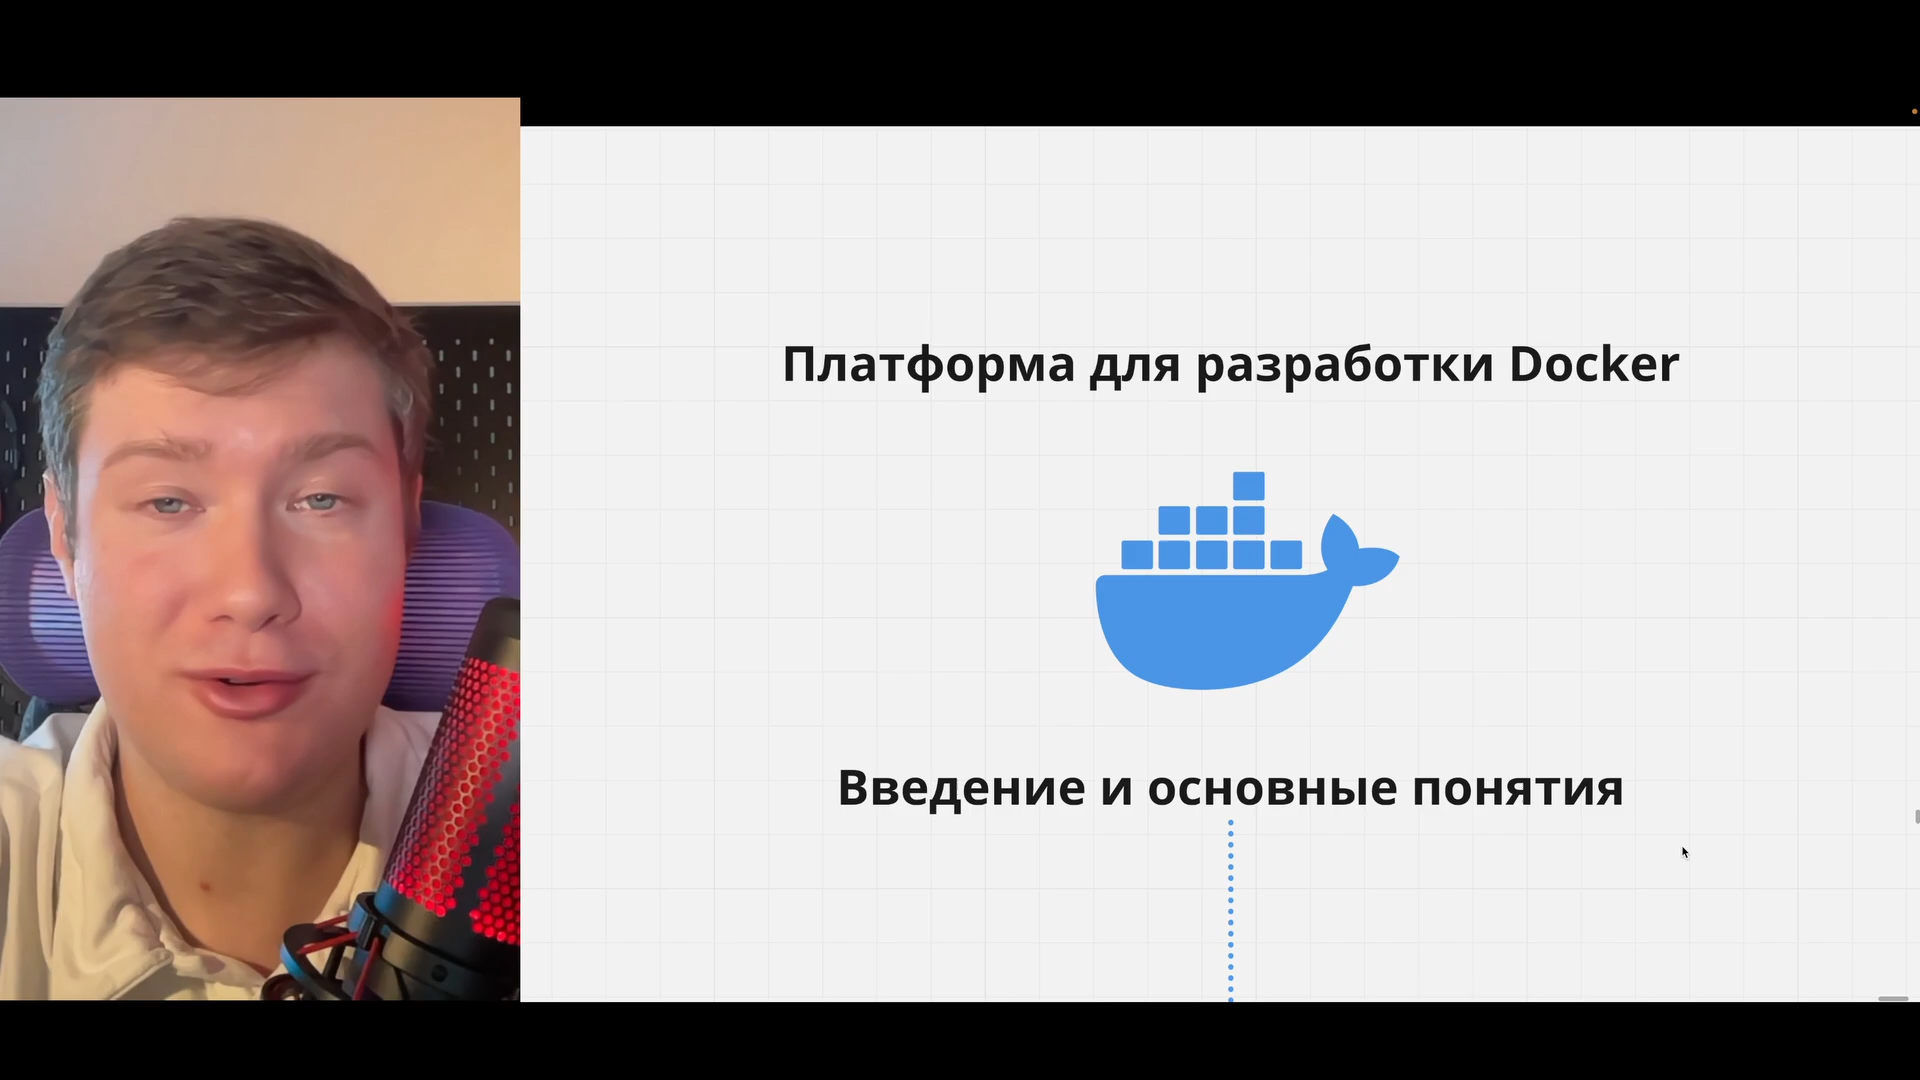 Платформа для разработки Docker
Введение и основные понятия